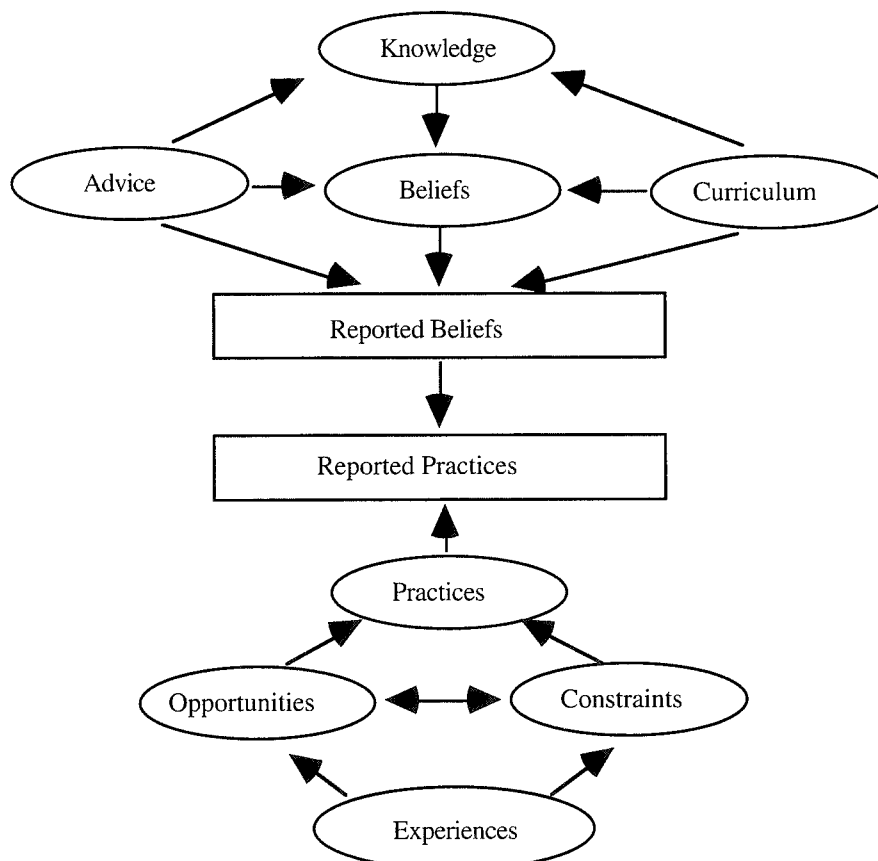 Knowledge
Advice
Beliefs
Curriculum
Reported Beliefs
Reported Practices
Practices
Opportunities
Constraints
Experiences